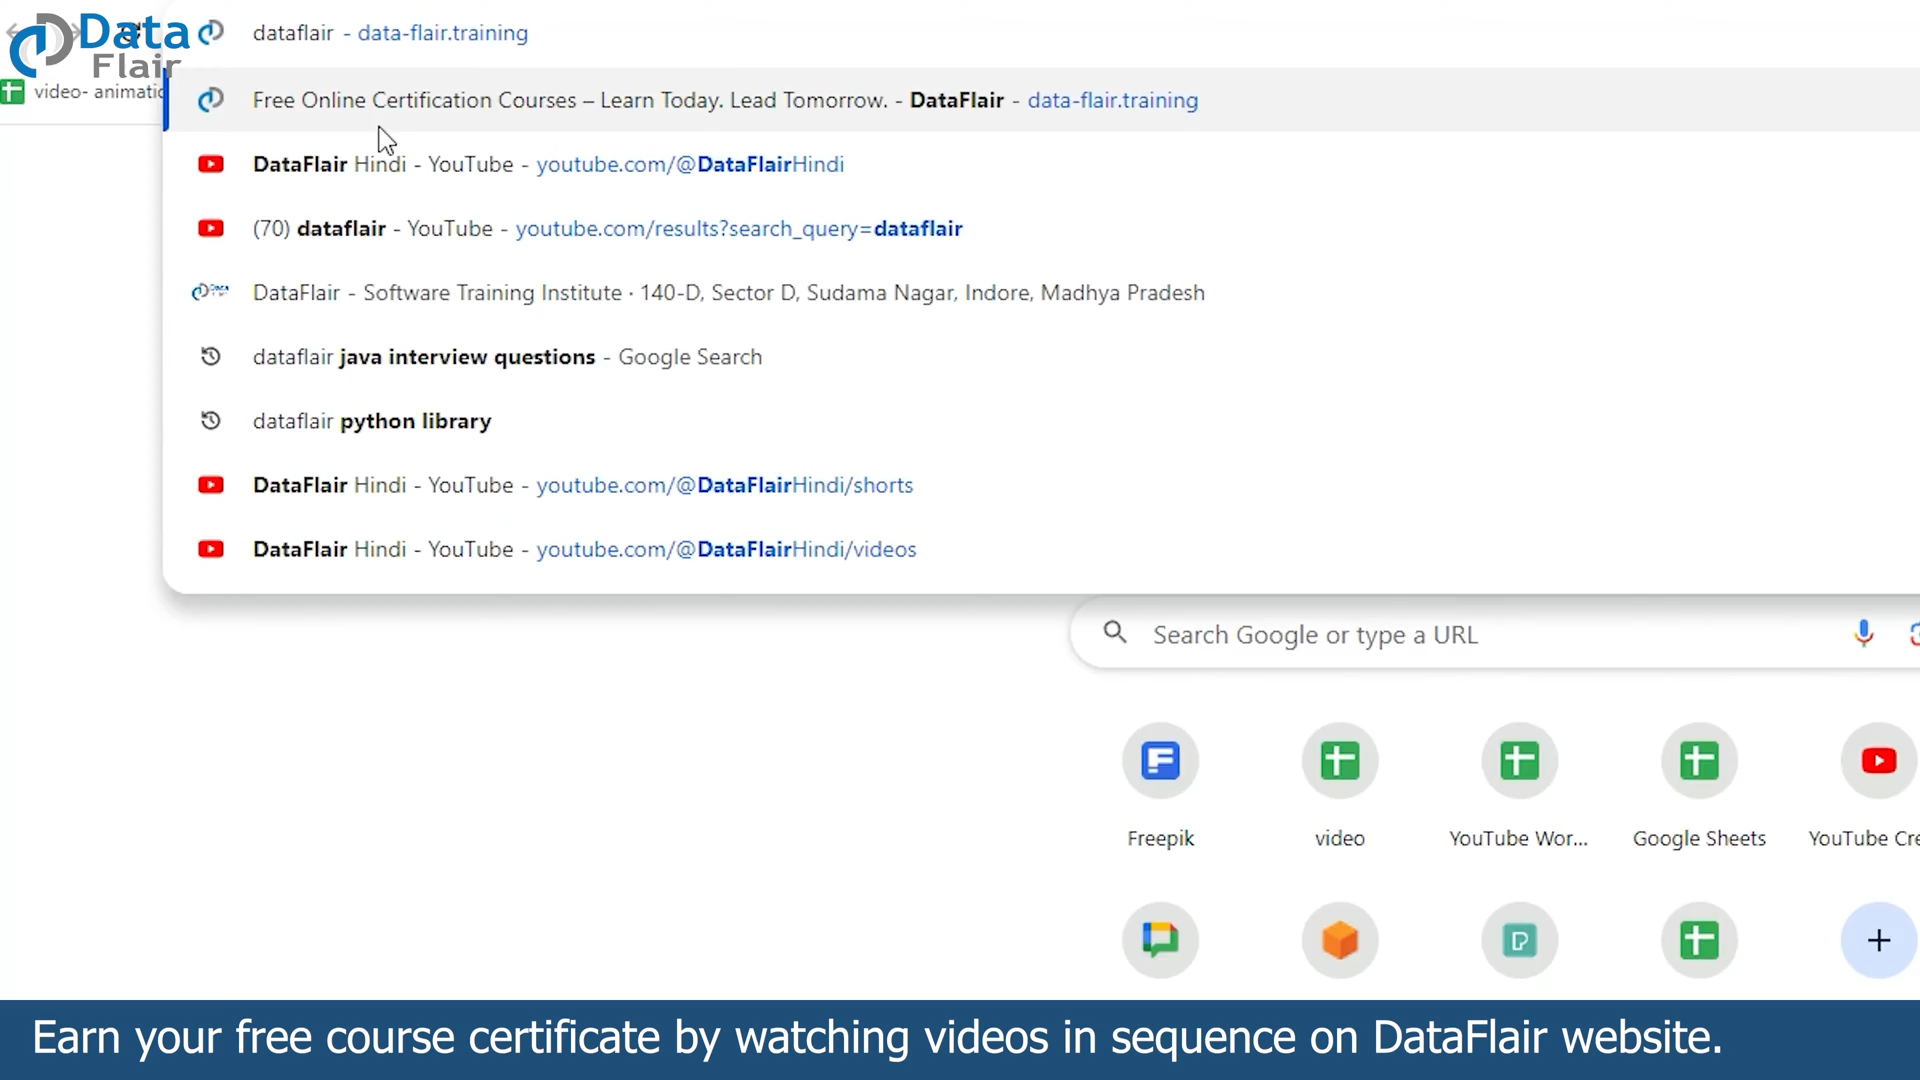 Data
Flair
dataflair - data-flair.training
video- animatio
Free Online Certification Courses – Learn Today. Lead Tomorrow. - DataFlair - data-flair.training
DataFlair Hindi - YouTube - youtube.com/@DataFlairHindi
(70) dataflair - YouTube - youtube.com/results?search_query=dataflair
DataFlair - Software Training Institute · 140-D, Sector D, Sudama Nagar, Indore, Madhya Pradesh
dataflair java interview questions - Google Search
dataflair python library
DataFlair Hindi - YouTube - youtube.com/@DataFlairHindi/shorts
DataFlair Hindi - YouTube - youtube.com/@DataFlairHindi/videos
Search Google or type a URL
Freepik video YouTube Wor... Google Sheets YouTube Cre
Earn your free course certificate by watching videos in sequence on DataFlair website.